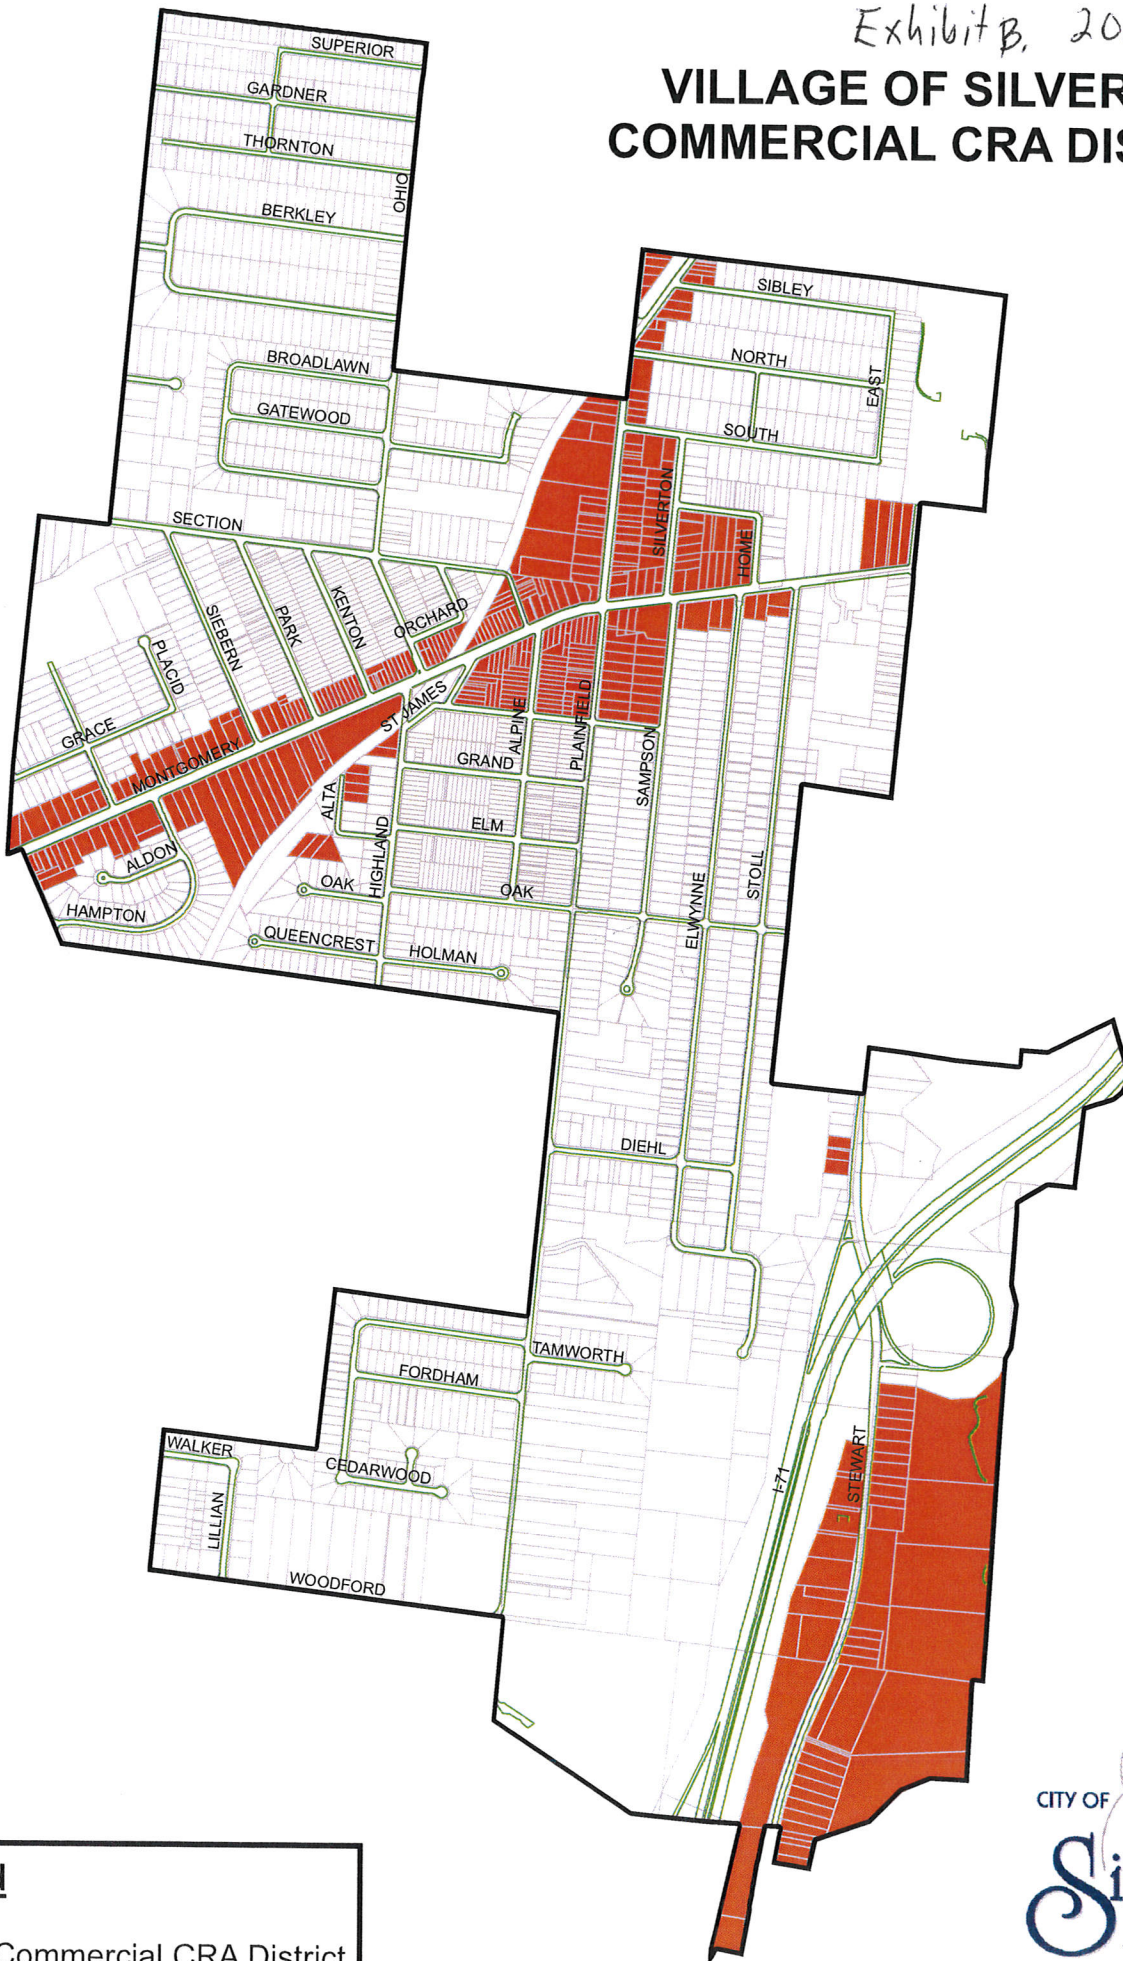 Exhibit B. 20
VILLAGE OF SILVER
COMMERCIAL CRA DIS
SUPERIOR
GARDNER
THORNTON
OHIO
BERKLEY
SIBLEY
NORTH
EAST
BROADLAWN
GATEWOOD
SOUTH
SILVERTON
SECTION
HOME
SIEBERN
PARK
KENTON
ORCHARD
PLACID
GRACE
MONTGOMERY
ST JAMES
ALPINE
PLAINFIELD
GRAND
SAMPSON
ALTA
HIGHLAND
ELM
ALDON
OAK
OAK
ELWYNNE
STOLL
HAMPTON
QUEENCREST
HOLMAN
DIEHL
TAMWORTH
FORDHAM
WALKER
CEDARWOOD
LILLIAN
I-71
STEWART
WOODFORD
CITY OF
Si
Commercial CRA District